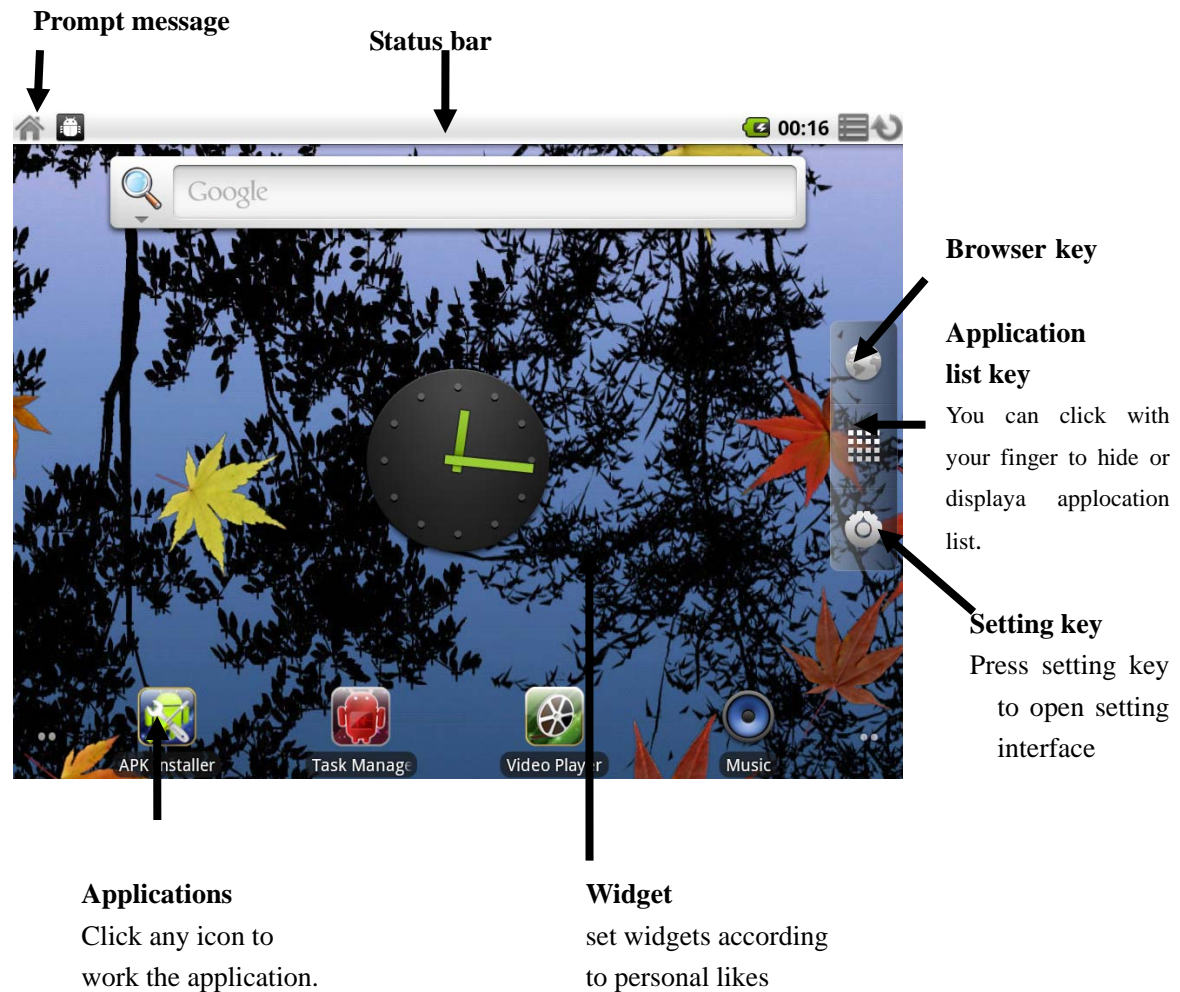 Prompt message
Status bar
00:16
Google
Browser key
Application
list key
You can click with
your finger to hide or
displaya applocation
list.
Setting key
Press setting key
to open setting
interface
APK Installer
Task Manage
Video Player
Music
Applications
Click any icon to
work the application.
Widget
set widgets according
to personal likes